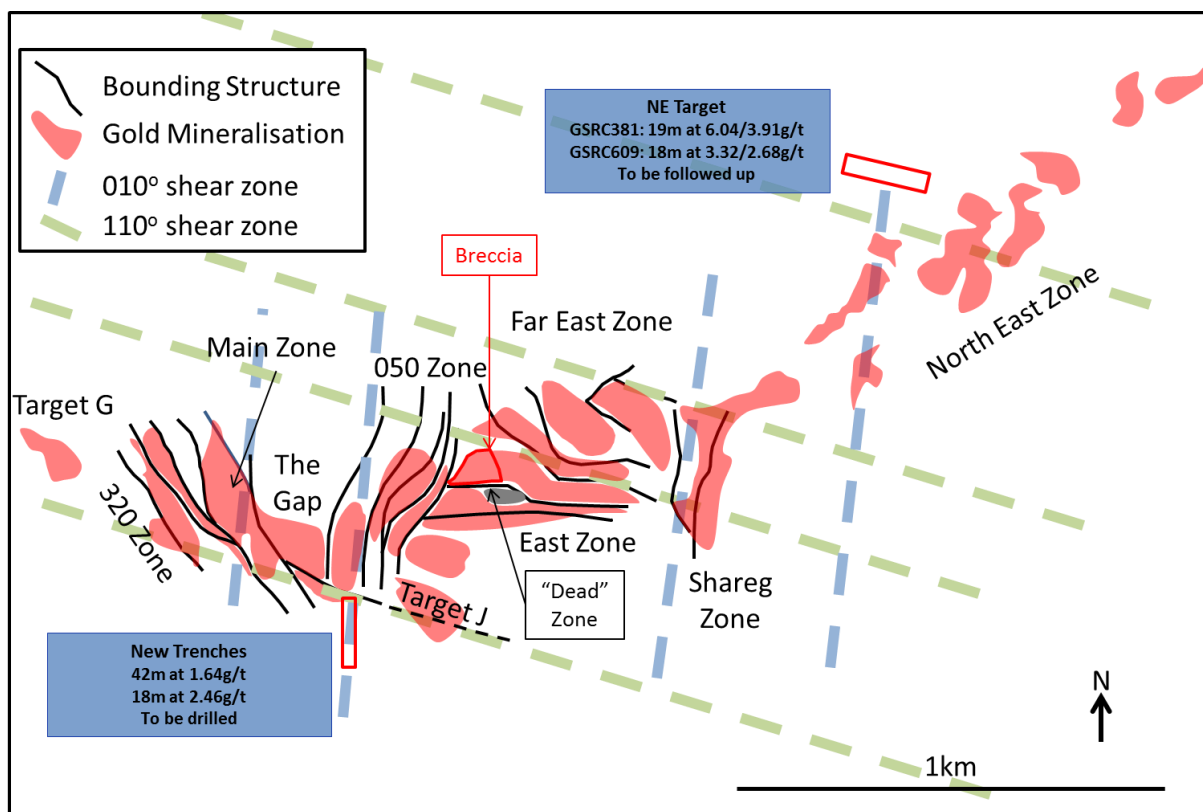 Bounding Structure
Gold Mineralisation
010° shear zone
110° shear zone
NE Target
GSRC381: 19m at 6.04/3.91g/t
GSRC609: 18m at 3.32/2.68g/t
To be followed up
Breccia
Far East Zone
North East Zone
Main Zone
050 Zone
Target G
The
Gap
320 Zone
East Zone
Target J
"Dead"
Zone
Shareg
Zone
New Trenches
42m at 1.64g/t
18m at 2.46g/t
To be drilled
N
1km